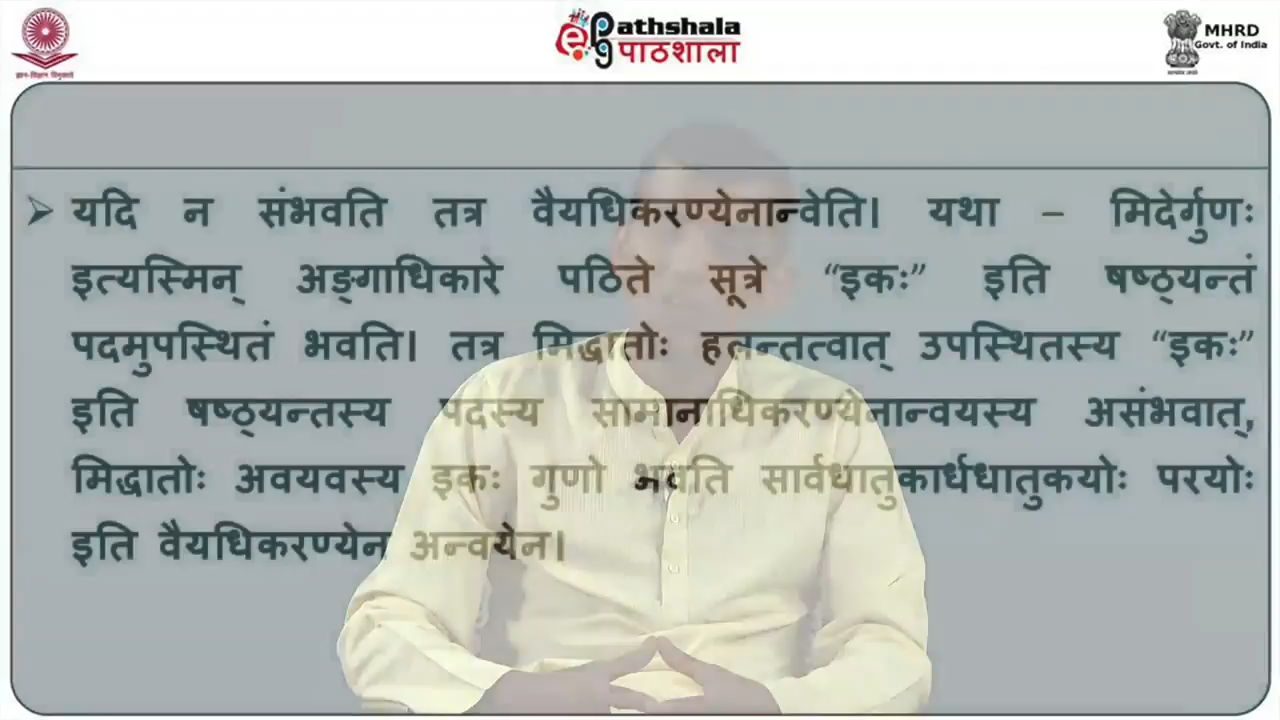 ePathshala
पाठशाला
MHRD
Govt. of India
ज्ञान-विज्ञान विमुक्तये
➢ यदि न संभवति तत्र वैयधिकरण्येनान्वेति। यथा – मिदेर्गुणः
इत्यस्मिन् अङ्गाधिकारे पठिते सूत्रे “इकः” इति षष्ठ्यन्तं
पदमुपस्थितं भवति। तत्र मिद्धातोः हलन्तत्वात् उपस्थितस्य “इकः”
इति षष्ठ्यन्तस्य पदस्य सामानाधिकरण्येनान्वयस्य असंभवात्,
मिद्धातोः अवयवस्य इकः गुणो भवति सार्वधातुकार्धधातुकयोः परयोः
इति वैयधिकरण्येन अन्वयेन।